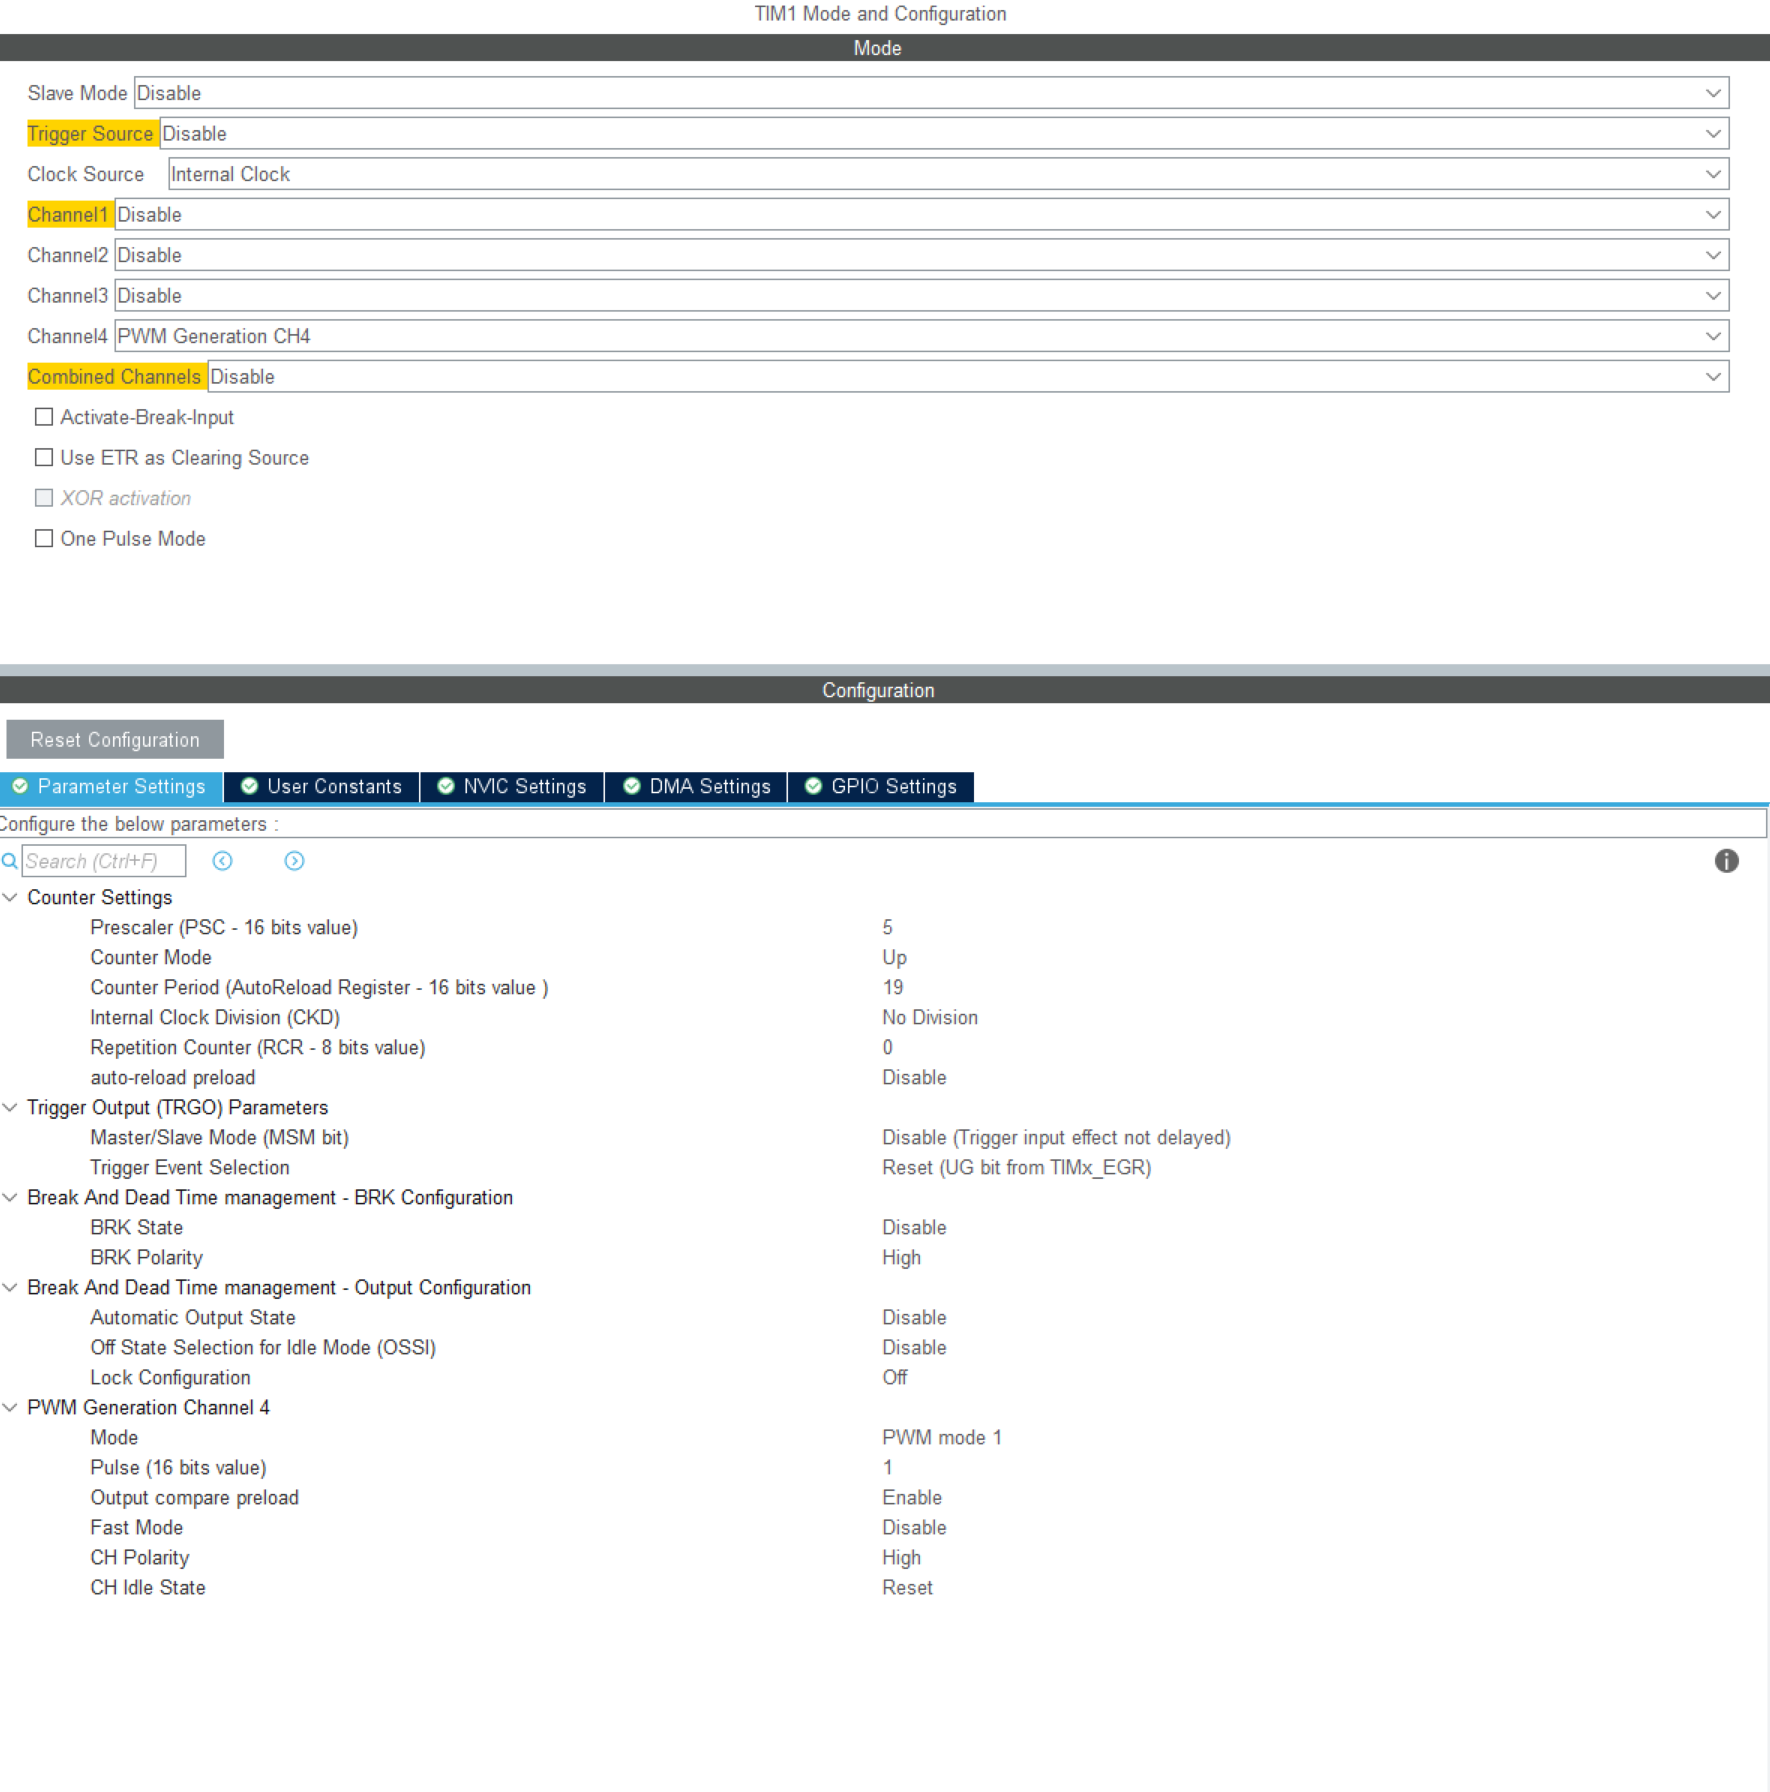 TIM1 Mode and Configuration
Mode
Slave Mode Disable
Trigger Source Disable
Clock Source Internal Clock
Channel1 Disable
Channel2 Disable
Channel3 Disable
Channel4 PWM Generation CH4
Combined Channels Disable
Activate-Break-Input
Use ETR as Clearing Source
XOR activation
One Pulse Mode
Configuration
Reset Configuration
Parameter Settings User Constants NVIC Settings DMA Settings GPIO Settings
Configure the below parameters :
Search (Ctrl+F)
Counter Settings
Prescaler (PSC - 16 bits value) 5
Counter Mode Up
Counter Period (AutoReload Register - 16 bits value ) 19
Internal Clock Division (CKD) No Division
Repetition Counter (RCR - 8 bits value) 0
auto-reload preload Disable
Trigger Output (TRGO) Parameters
Master/Slave Mode (MSM bit) Disable (Trigger input effect not delayed)
Trigger Event Selection Reset (UG bit from TIMx_EGR)
Break And Dead Time management - BRK Configuration
BRK State Disable
BRK Polarity High
Break And Dead Time management - Output Configuration
Automatic Output State Disable
Off State Selection for Idle Mode (OSSI) Disable
Lock Configuration Off
PWM Generation Channel 4
Mode PWM mode 1
Pulse (16 bits value) 1
Output compare preload Enable
Fast Mode Disable
CH Polarity High
CH Idle State Reset